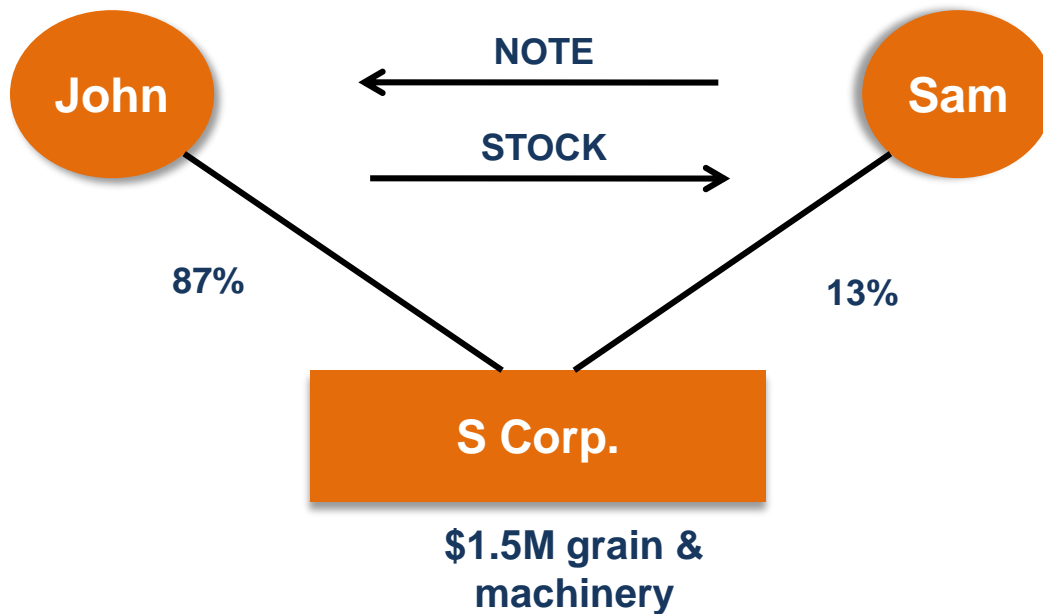 NOTE
John
Sam
STOCK
87%
13%
S Corp.
$1.5M grain &
machinery